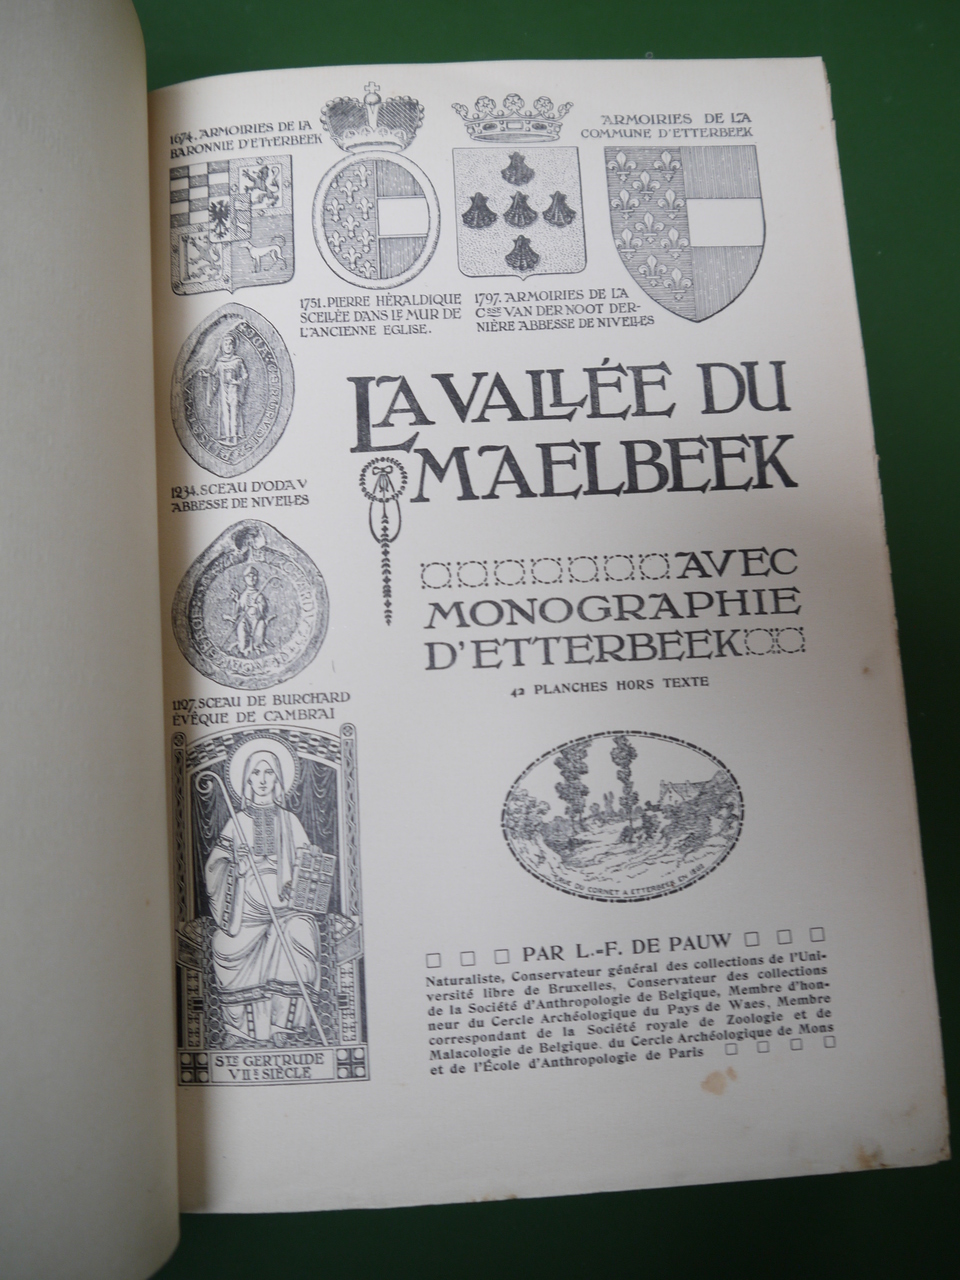 1674. ARMOIRIES DE LA
BARONNIE D'ETTERBEEK
ARMOIRIES DE LA
COMMUNE D'ETTERBEEK
1751. PIERRE HÉRALDIQUE
SCELLÉE DANS LE MUR DE
L'ANCIENNE EGLISE.
1797. ARMOIRIES DE LA
CSSE VAN DER NOOT DER-
NIÈRE ABBESSE DE NIVELLES
1234. SCEAU D'ODA V
ABBESSE DE NIVELLES
LA VALLÉE DU
MAELBEEK
AVEC
MONOGRAPHIE
D'ETTERBEEK
42 PLANCHES HORS TEXTE
1127. SCEAU DE BURCHARD
ÉVÊQUE DE CAMBRAI
RUE DU CORNET A ETTERBEEK EN
STE GERTRUDE
VIIE SIÈCLE
PAR L.-F. DE PAUW
Naturaliste, Conservateur général des collections de l'Uni-
versité libre de Bruxelles, Conservateur des collections
de la Société d'Anthropologie de Belgique, Membre d'hon-
neur du Cercle Archéologique du Pays de Waes, Membre
correspondant de la Société royale de Zoologie et de
Malacologie de Belgique, du Cercle Archéologique de Mons
et de l'École d'Anthropologie de Paris